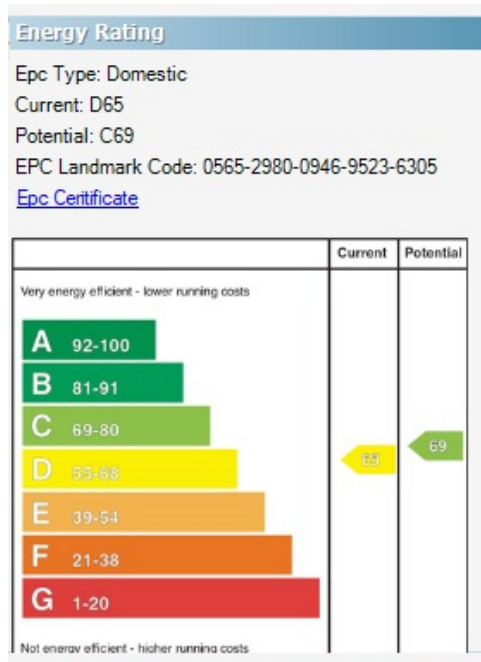 Energy Rating
Epc Type: Domestic
Current: D65
Potential: C69
EPC Landmark Code: 0565-2980-0946-9523-6305
Epc Ceritificate
Current Potential
Very energy efficient - lower running costs
A 92-100
B 81-91
C 69-80
D 55-68
E 39-54
F 21-38
G 1-20
65 69
Not energy efficient - higher running costs